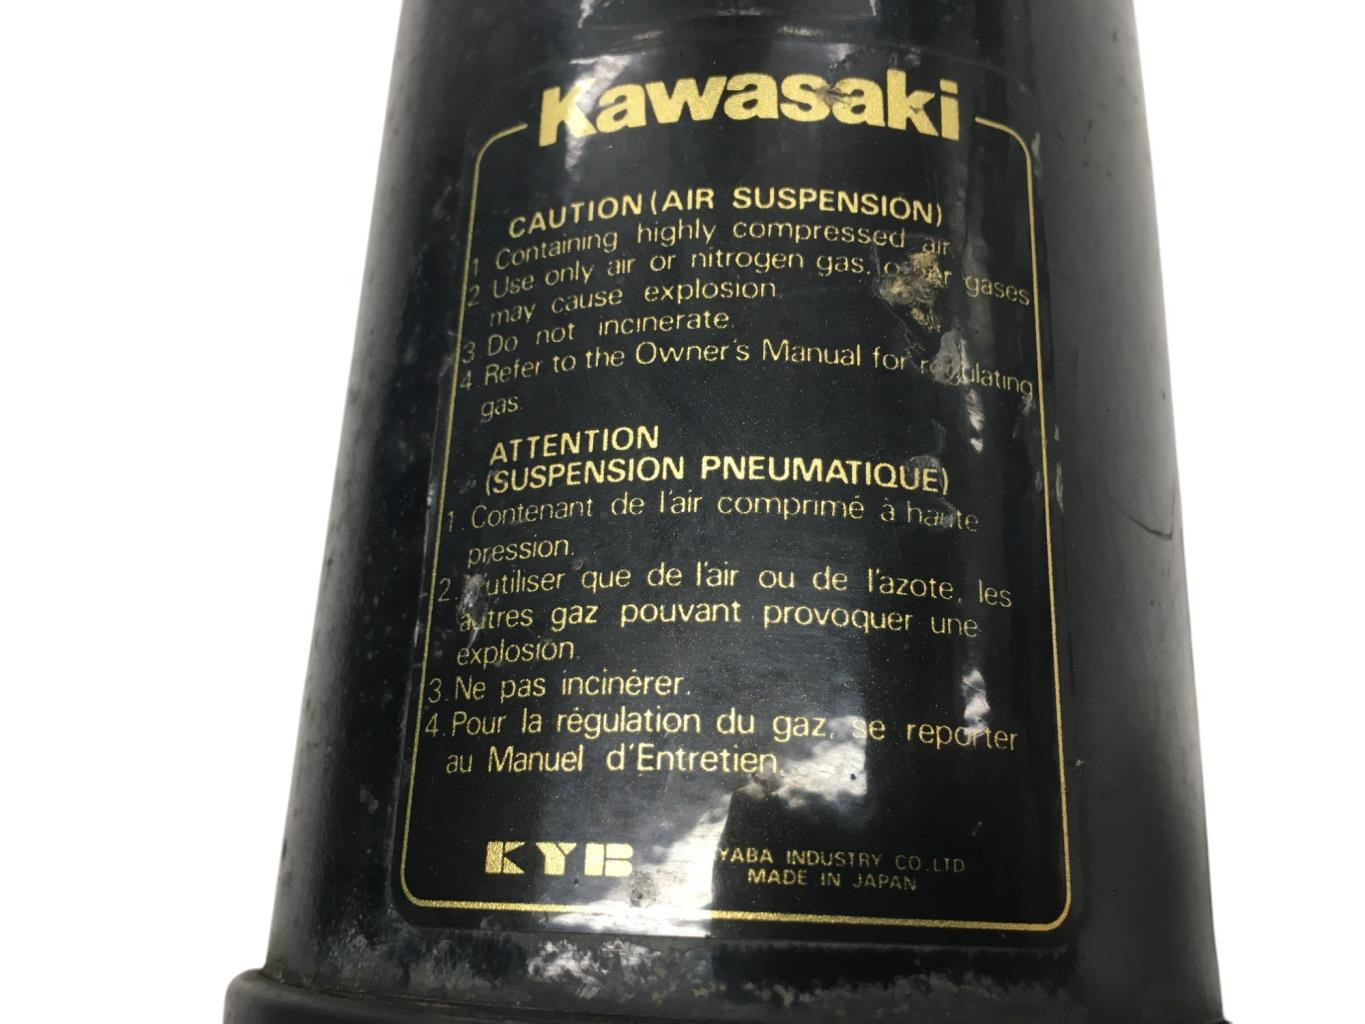 Kawasaki
CAUTION (AIR SUSPENSION)
1 Containing highly compressed air
2 Use only air or nitrogen gas, gases
may cause explosion.
3. Do not incinerate.
4. Refer to the Owner's Manual for regulating
gas.
ATTENTION
(SUSPENSION PNEUMATIQUE)
1. Contenant de l'air comprimé à haute
pression.
2. utiliser que de l'air ou de l'azote, les
autres gaz pouvant provoquer une
explosion.
3. Ne pas incinérer.
4. Pour la régulation du gaz, se reporter
au Manuel d'Entretien.
KYB
YABA INDUSTRY CO.LTD
MADE IN JAPAN